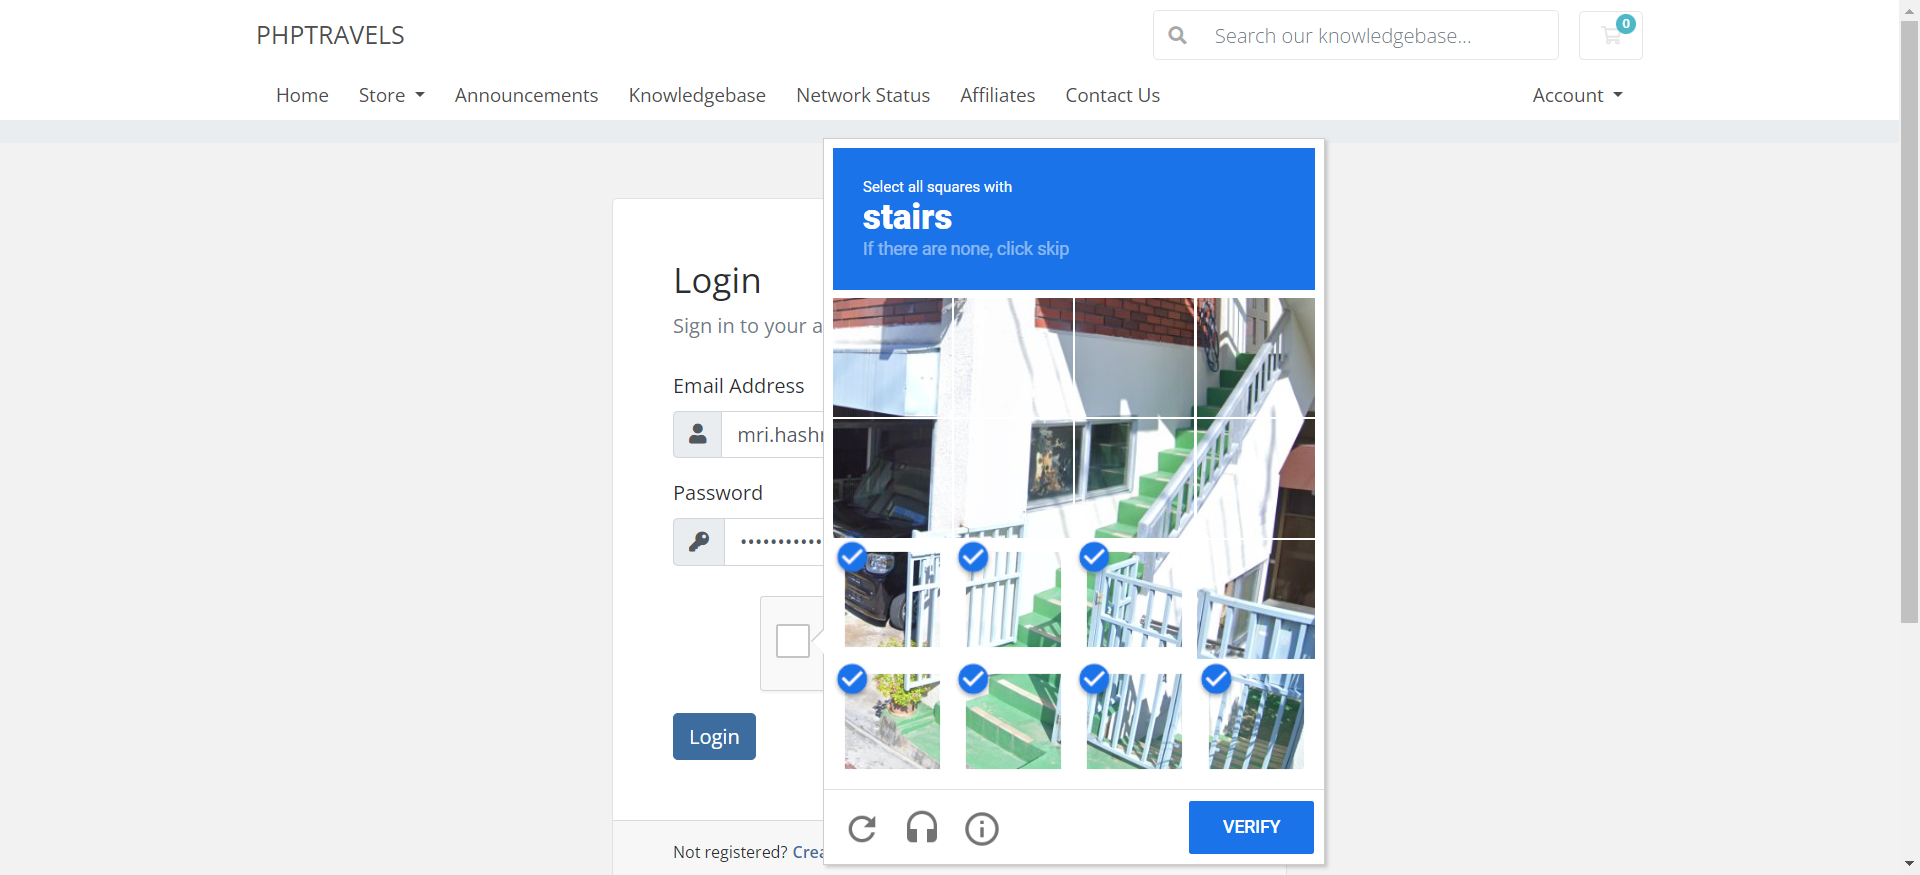 PHPTRAVELS
Search our knowledgebase...
0
Home Store Announcements Knowledgebase Network Status Affiliates Contact Us Account
Select all squares with
stairs
If there are none, click skip
Login
Sign in to your a
Email Address
mri.hash
Password
Login
VERIFY
Not registered? Crea